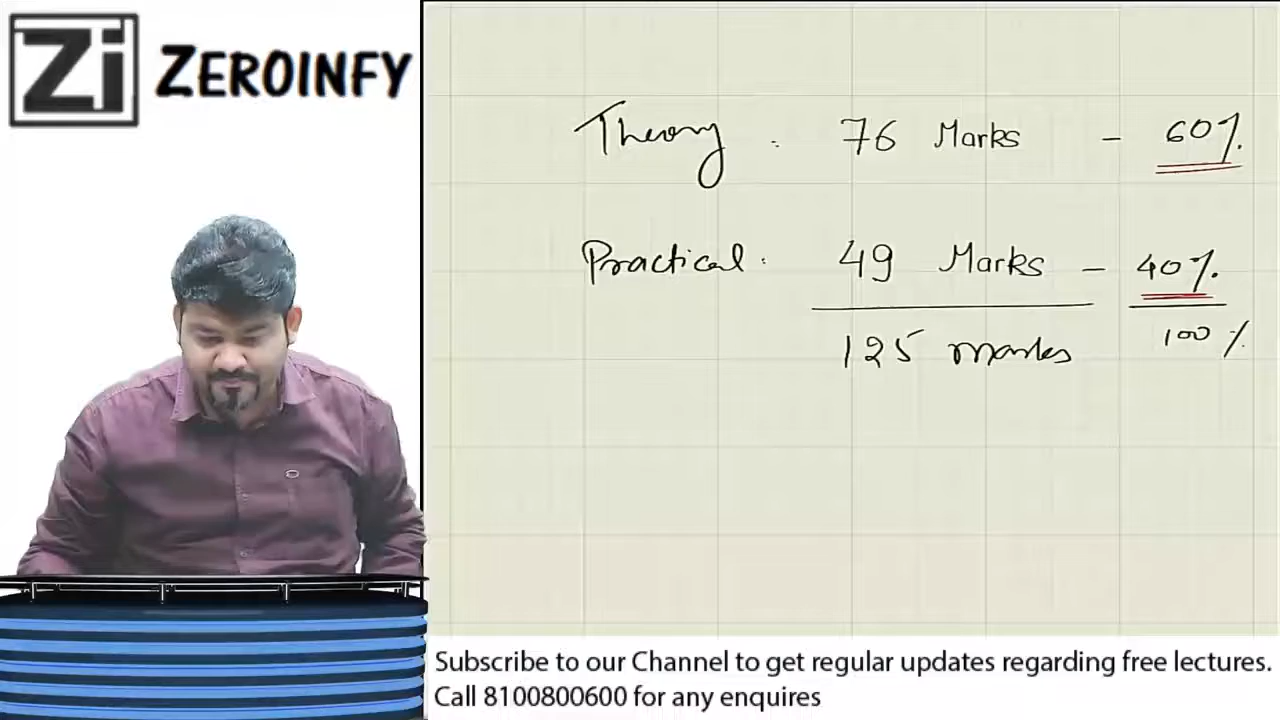 Zi ZEROINFY
Theory : 76 Marks - 60%
Practical : 49 Marks - 40%
125 marks 100 %
Subscribe to our Channel to get regular updates regarding free lectures.
Call 8100800600 for any enquires